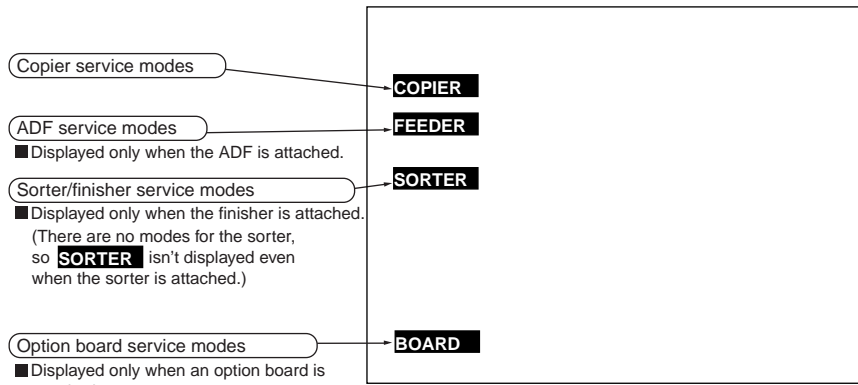 Copier service modes
COPIER
ADF service modes
FEEDER
■Displayed only when the ADF is attached.
Sorter/finisher service modes
SORTER
■Displayed only when the finisher is attached.
(There are no modes for the sorter,
so SORTER isn't displayed even
when the sorter is attached.)
Option board service modes
BOARD
■Displayed only when an option board is